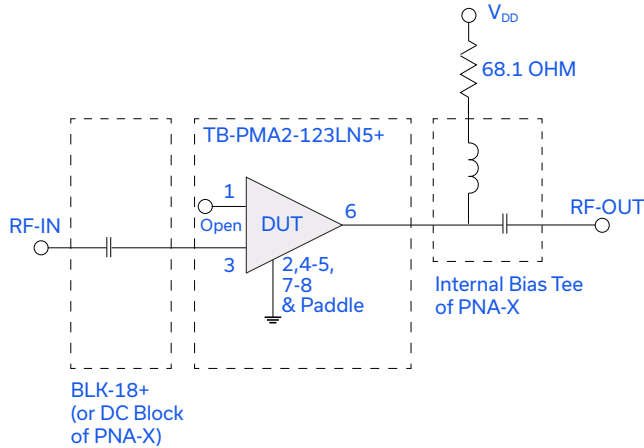 V_DD
68.1 OHM
TB-PMA2-123LN5+
1
6
RF-IN
Open
DUT
RF-OUT
3
2,4-5,
7-8
& Paddle
Internal Bias Tee
of PNA-X
BLK-18+
(or DC Block
of PNA-X)